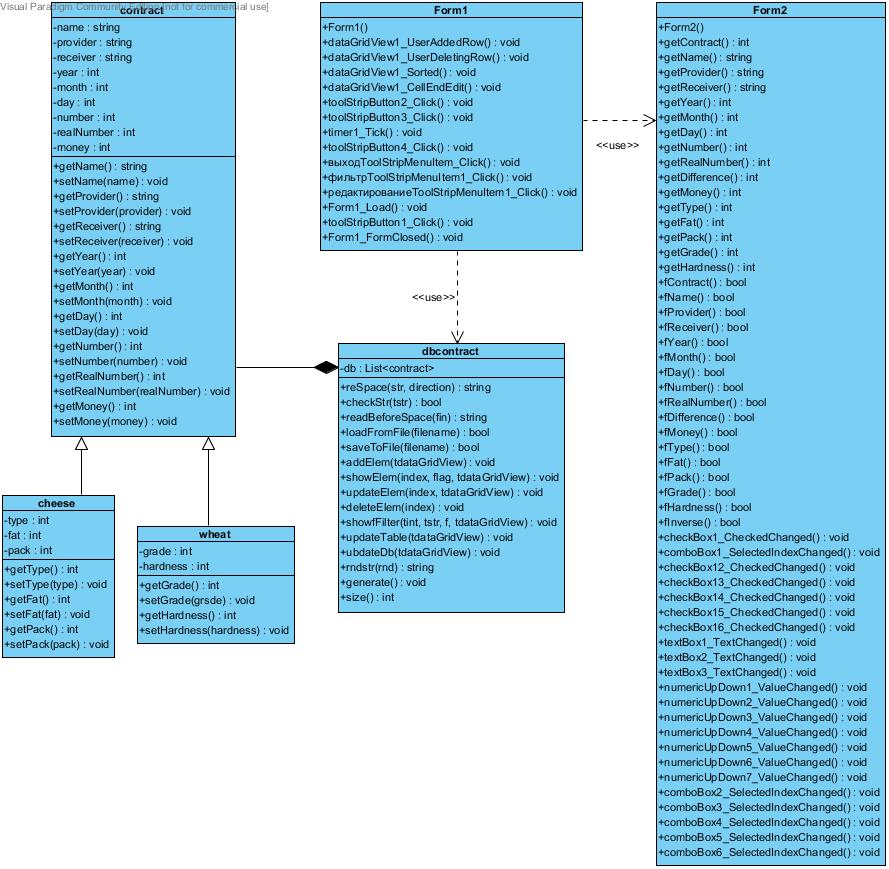 Visual Paradigm Community Edition [not for commercial use]
contract
-name : string
-provider : string
-receiver : string
-year : int
-month : int
-day : int
-number : int
-realNumber : int
-money : int
+getName() : string
+setName(name) : void
+getProvider() : string
+setProvider(provider) : void
+getReceiver() : string
+setReceiver(receiver) : void
+getYear() : int
+setYear(year) : void
+getMonth() : int
+setMonth(month) : void
+getDay() : int
+setDay(day) : void
+getNumber() : int
+setNumber(number) : void
+getRealNumber() : int
+setRealNumber(realNumber) : void
+getMoney() : int
+setMoney(money) : void
cheese
-type : int
-fat : int
-pack : int
+getType() : int
+setType(type) : void
+getFat() : int
+setFat(fat) : void
+getPack() : int
+setPack(pack) : void
wheat
-grade : int
-hardness : int
+getGrade() : int
+setGrade(grsde) : void
+getHardness() : int
+setHardness(hardness) : void
Form1
+Form1()
+dataGridView1_UserAddedRow() : void
+dataGridView1_UserDeletingRow() : void
+dataGridView1_Sorted() : void
+dataGridView1_CellEndEdit() : void
+toolStripButton2_Click() : void
+toolStripButton3_Click() : void
+timer1_Tick() : void
+toolStripButton4_Click() : void
+выходToolStripMenuItem_Click() : void
+фильтрToolStripMenuItem1_Click() : void
+редактированиеToolStripMenuItem1_Click() : void
+Form1_Load() : void
+toolStripButton1_Click() : void
+Form1_FormClosed() : void
<<use>>
<<use>>
dbcontract
-db : List<contract>
+reSpace(str, direction) : string
+checkStr(tstr) : bool
+readBeforeSpace(fin) : string
+loadFromFile(filename) : bool
+saveToFile(filename) : bool
+addElem(tdataGridView) : void
+showElem(index, flag, tdataGridView) : void
+updateElem(index, tdataGridView) : void
+deleteElem(index) : void
+showfFilter(tint, tstr, f, tdataGridView) : void
+updateTable(tdataGridView) : void
+ubdateDb(tdataGridView) : void
+rndstr(rnd) : string
+generate() : void
+size() : int
Form2
+Form2()
+getContract() : int
+getName() : string
+getProvider() : string
+getReceiver() : string
+getYear() : int
+getMonth() : int
+getDay() : int
+getNumber() : int
+getRealNumber() : int
+getDifference() : int
+getMoney() : int
+getType() : int
+getFat() : int
+getPack() : int
+getGrade() : int
+getHardness() : int
+fContract() : bool
+fName() : bool
+fProvider() : bool
+fReceiver() : bool
+fYear() : bool
+fMonth() : bool
+fDay() : bool
+fNumber() : bool
+fRealNumber() : bool
+fDifference() : bool
+fMoney() : bool
+fType() : bool
+fFat() : bool
+fPack() : bool
+fGrade() : bool
+fHardness() : bool
+fInverse() : bool
+checkBox1_CheckedChanged() : void
+comboBox1_SelectedIndexChanged() : void
+checkBox12_CheckedChanged() : void
+checkBox13_CheckedChanged() : void
+checkBox14_CheckedChanged() : void
+checkBox15_CheckedChanged() : void
+checkBox16_CheckedChanged() : void
+textBox1_TextChanged() : void
+textBox2_TextChanged() : void
+textBox3_TextChanged() : void
+numericUpDown1_ValueChanged() : void
+numericUpDown2_ValueChanged() : void
+numericUpDown3_ValueChanged() : void
+numericUpDown4_ValueChanged() : void
+numericUpDown5_ValueChanged() : void
+numericUpDown6_ValueChanged() : void
+numericUpDown7_ValueChanged() : void
+comboBox2_SelectedIndexChanged() : void
+comboBox3_SelectedIndexChanged() : void
+comboBox4_SelectedIndexChanged() : void
+comboBox5_SelectedIndexChanged() : void
+comboBox6_SelectedIndexChanged() : void